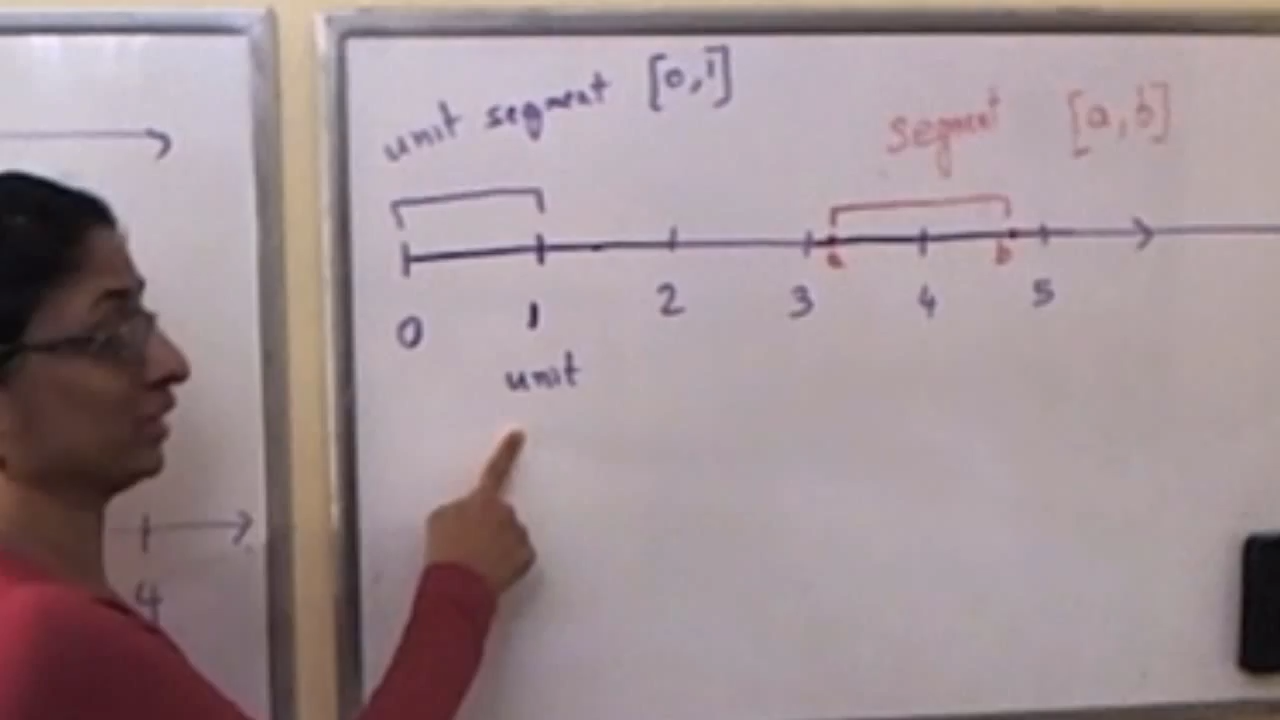 unit segment [0,1]
segment [a,b]
a b
0 1 2 3 4 5
unit
4